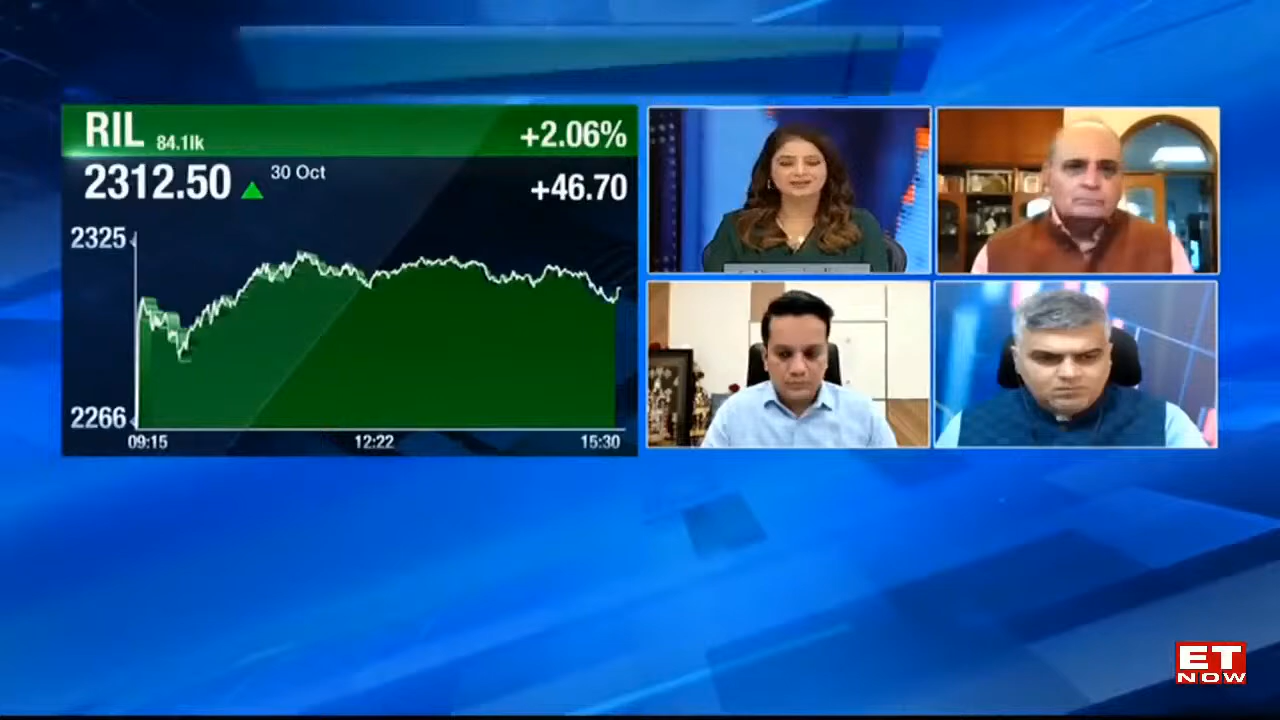 RIL 84.1lk +2.06%
2312.50 ▲ 30 Oct +46.70
2325
2266
09:15 12:22 15:30
ET
NOW